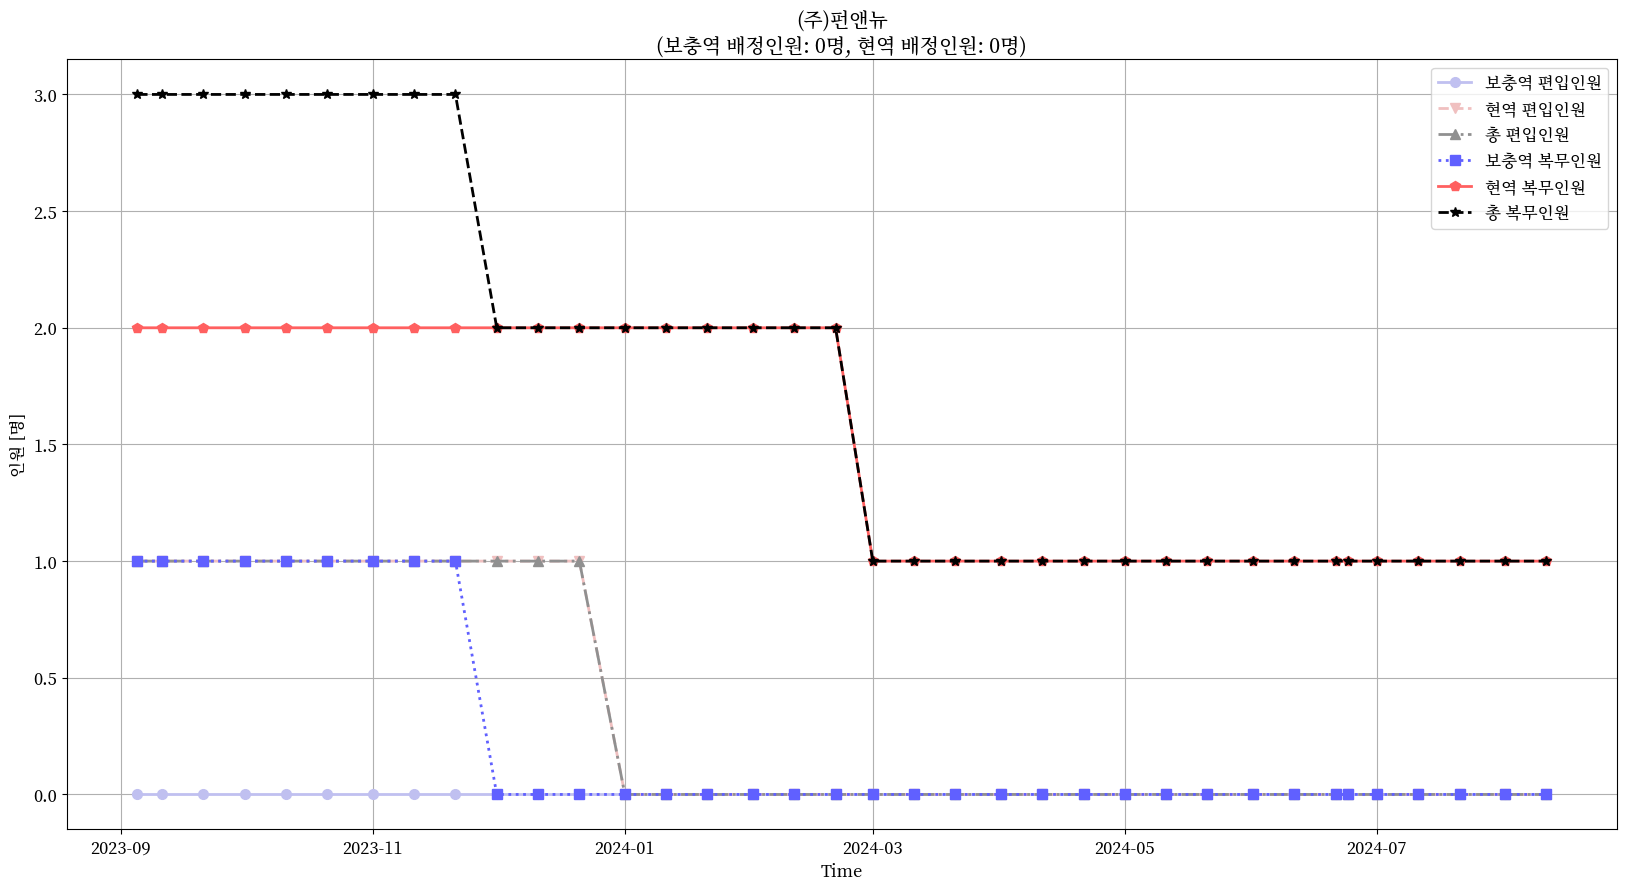 (주)펀앤뉴
(보충역 배정인원: 0명, 현역 배정인원: 0명)
보충역 편입인원
현역 편입인원
총 편입인원
보충역 복무인원
현역 복무인원
총 복무인원
인원 [명]
3.0
2.5
2.0
1.5
1.0
0.5
0.0
2023-09 2023-11 2024-01 2024-03 2024-05 2024-07
Time